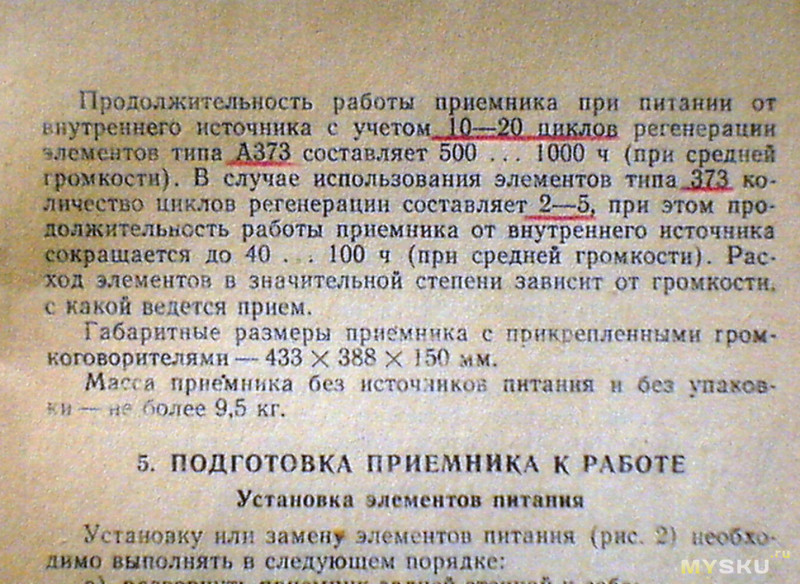 Продолжительность работы приемника при питании от
внутреннего источника с учетом 10—20 циклов регенерации
элементов типа А373 составляет 500 ... 1000 ч (при средней
громкости). В случае использования элементов типа 373 ко-
личество циклов регенерации составляет 2—5, при этом про-
должительность работы приемника от внутреннего источника
сокращается до 40 ... 100 ч (при средней громкости). Рас-
ход элементов в значительной степени зависит от громкости,
с какой ведется прием.
Габаритные размеры приемника с прикрепленными гром-
коговорителями — 433 × 388 × 150 мм.
Масса приемника без источников питания и без упаков-
ки — не более 9,5 кг.
5. ПОДГОТОВКА ПРИЕМНИКА К РАБОТЕ
Установка элементов питания
Установку или замену элементов питания (рис. 2) необхо-
димо выполнять в следующем порядке:
а) развернуть приемник задней стенкой к себе;
MYSKU.ru